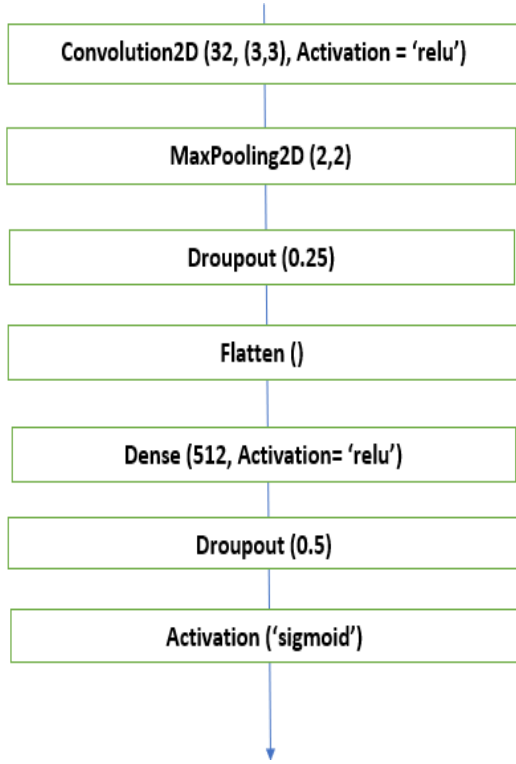 Convolution2D (32, (3,3), Activation = ‘relu’)
MaxPooling2D (2,2)
Droupout (0.25)
Flatten ()
Dense (512, Activation= ‘relu’)
Droupout (0.5)
Activation (‘sigmoid’)